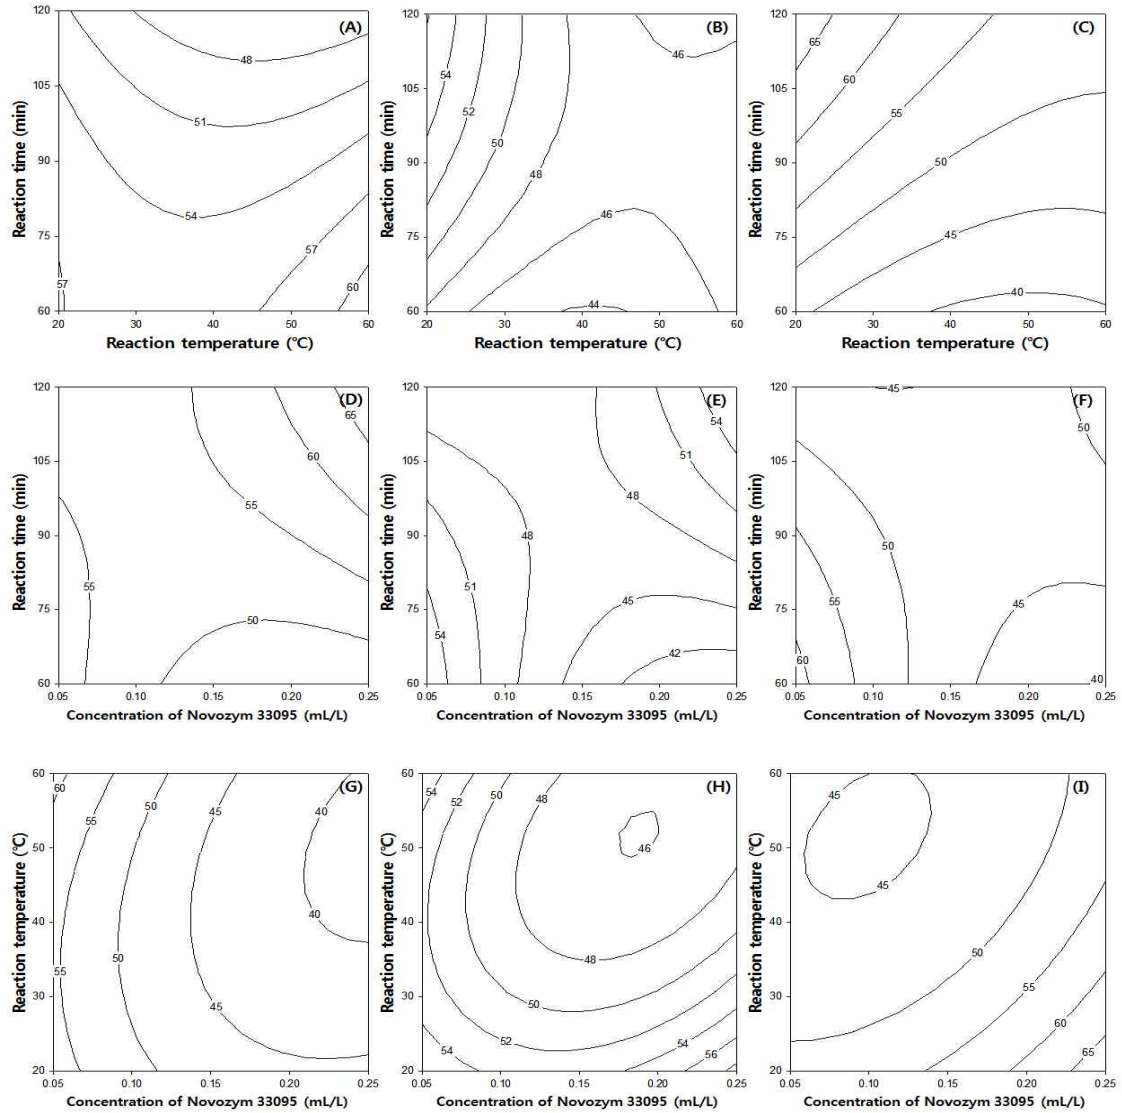 120 (A) 120 (B) 120 (C)
48 46 65
105 54 105 60
51 52 55
50
90 90 90 50
48
54 46
75 57 75 75 45
57 60 44 40
60 60 60
20 30 40 50 60 20 30 40 50 60 20 30 40 50 60
Reaction temperature (℃) Reaction temperature (℃) Reaction temperature (℃)
Reaction time (min) Reaction time (min) Reaction time (min)
120 (D) 120 (E) 120 45 (F)
65 54 50
105 60 105 51 105
55 48
90 90 48 90 50
55 51 55
75 50 75 45 75 45
54 42 60 40
60 60 60
0.05 0.10 0.15 0.20 0.25 0.05 0.10 0.15 0.20 0.25 0.05 0.10 0.15 0.20 0.25
Concentration of Novozym 33095 (mL/L) Concentration of Novozym 33095 (mL/L) Concentration of Novozym 33095 (mL/L)
Reaction time (min) Reaction time (min) Reaction time (min)
60 60 (G) 60 54 (H) 60 (I)
55 50 45 40 52 50 48 45
50 50 46 50
40 45
40 40 40
50 48 50
55 55
30 45 30 50 30 60
54 52 54 56 65
20 20 20
0.05 0.10 0.15 0.20 0.25 0.05 0.10 0.15 0.20 0.25 0.05 0.10 0.15 0.20 0.25
Concentration of Novozym 33095 (mL/L) Concentration of Novozym 33095 (mL/L) Concentration of Novozym 33095 (mL/L)
Reaction temperature (℃) Reaction temperature (℃) Reaction temperature (℃)